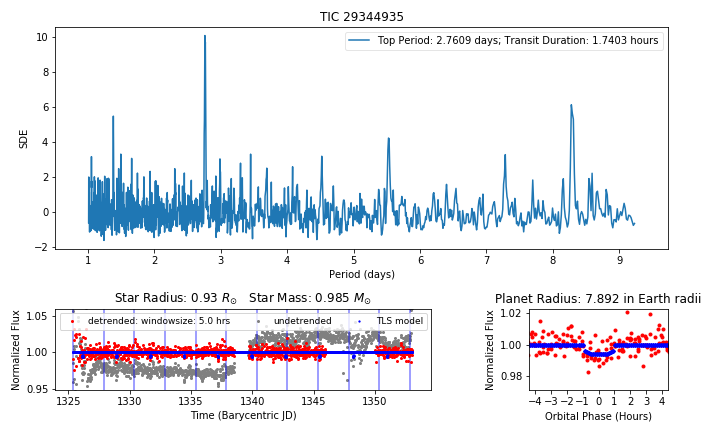 TIC 29344935
10
8
6
4
2
0
−2
SDE
Top Period: 2.7609 days; Transit Duration: 1.7403 hours
1 2 3 4 5 6 7 8 9
Period (days)
Star Radius: 0.93 R☉ Star Mass: 0.985 M☉
1.05
1.00
0.95
Normalized Flux
detrended: windowsize: 5.0 hrs undetrended TLS model
1325 1330 1335 1340 1345 1350
Time (Barycentric JD)
Planet Radius: 7.892 in Earth radii
1.02
1.00
0.98
Normalized Flux
−4 −3 −2 −1 0 1 2 3 4
Orbital Phase (Hours)